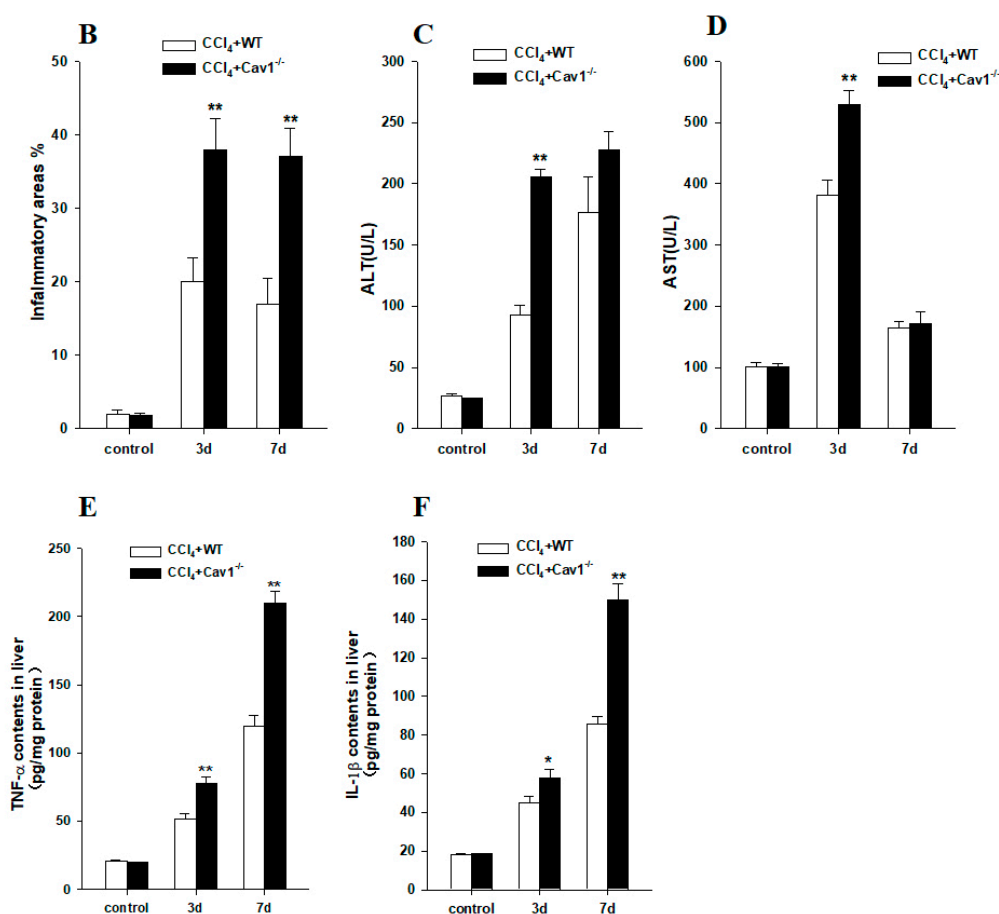 B
CCl₄+WT
CCl₄+Cav1⁻/⁻
Infalmmatory areas %
50
40
30
20
10
0
**
**
control
3d
7d
C
CCl₄+WT
CCl₄+Cav1⁻/⁻
ALT(U/L)
300
250
200
150
100
50
0
**
control
3d
7d
D
CCl₄+WT
CCl₄+Cav1⁻/⁻
AST(U/L)
600
500
400
300
200
100
0
**
control
3d
7d
E
CCl₄+WT
CCl₄+Cav1⁻/⁻
TNF-α contents in liver
(pg/mg protein )
250
200
150
100
50
0
**
**
control
3d
7d
F
CCl₄+WT
CCl₄+Cav1⁻/⁻
IL-1β contents in liver
(pg/mg protein )
180
160
140
120
100
80
60
40
20
0
*
**
control
3d
7d